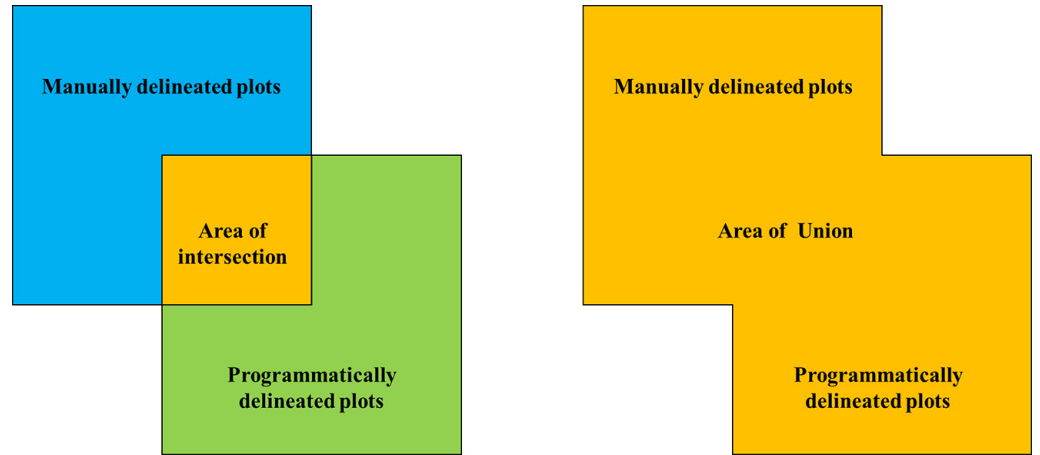 Manually delineated plots
Area of
intersection
Programmatically
delineated plots
Manually delineated plots
Area of  Union
Programmatically
delineated plots